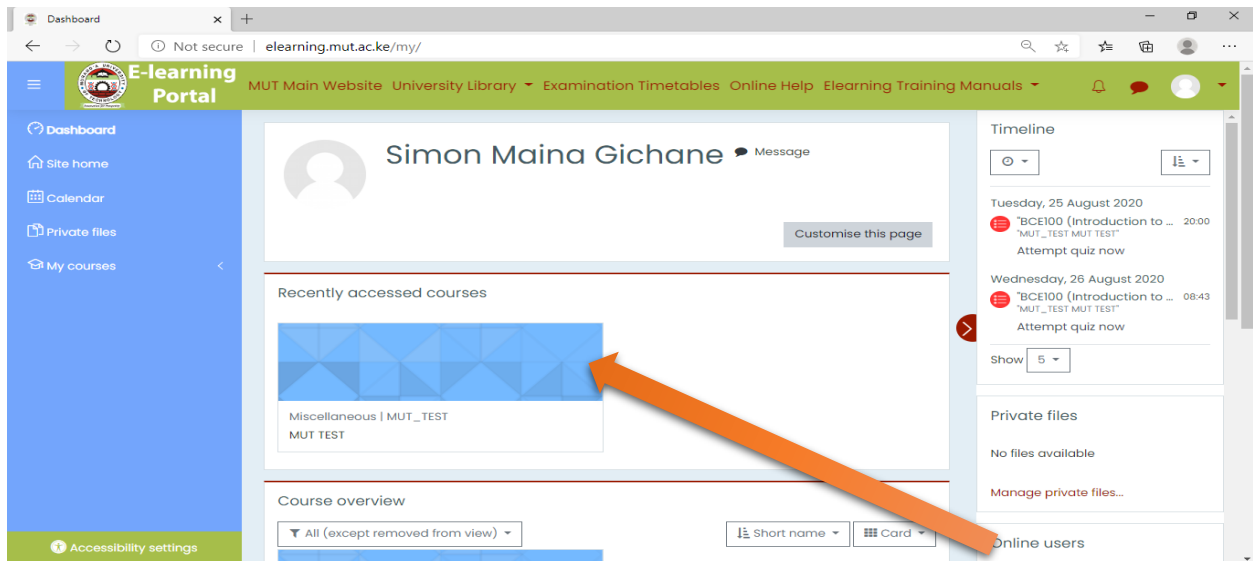 Dashboard
Not secure | elearning.mut.ac.ke/my/
E-learning
Portal
MUT Main Website University Library Examination Timetables Online Help Elearning Training Manuals
Dashboard
Site home
Calendar
Private files
My courses
Accessibility settings
Simon Maina Gichane Message
Customise this page
Recently accessed courses
Miscellaneous | MUT_TEST
MUT TEST
Course overview
All (except removed from view)
Short name
Card
Timeline
Tuesday, 25 August 2020
"BCE100 (Introduction to ... 20:00
"MUT_TEST MUT TEST"
Attempt quiz now
Wednesday, 26 August 2020
"BCE100 (Introduction to ... 08:43
"MUT_TEST MUT TEST"
Attempt quiz now
Show 5
Private files
No files available
Manage private files...
Online users